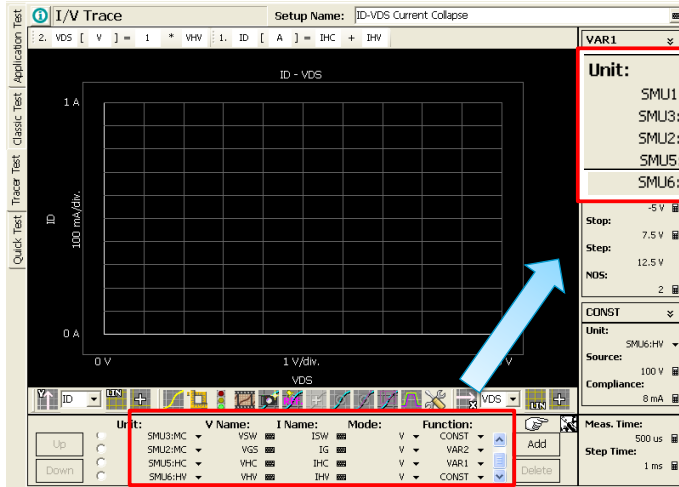 I/V Trace
Setup Name: ID-VDS Current Collapse
2. VDS [ V ] = 1 * VHV 1. ID [ A ] = IHC + IHV
Application Test
Classic Test
Tracer Test
Quick Test
ID - VDS
1 A
ID
100 mA/div.
0 A
0 V 1 V/div. V
VDS
Y ID LIN X VDS LIN
Unit: V Name: I Name: Mode: Function:
SMU3:MC VSW ISW V CONST
SMU2:MC VGS IG V VAR2
SMU5:HC VHC IHC V VAR1
SMU6:HV VHV IHV V CONST
Up
Down
Add
Delete
VAR1
Unit:
SMU1
SMU3:
SMU2:
SMU5:
SMU6:
-5 V
Stop:
7.5 V
Step:
12.5 V
NOS:
2
CONST
Unit:
SMU6:HV
Source:
100 V
Compliance:
8 mA
Meas. Time:
500 us
Step Time:
1 ms